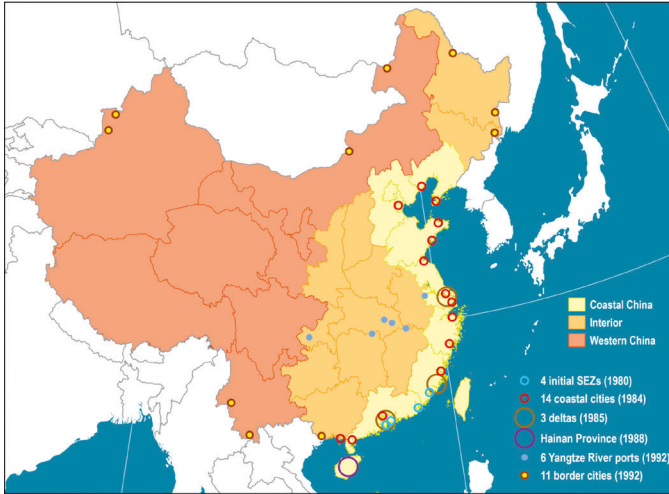 Coastal China
Interior
Western China
4 initial SEZs (1980)
14 coastal cities (1984)
3 deltas (1985)
Hainan Province (1988)
6 Yangtze River ports (1992)
11 border cities (1992)